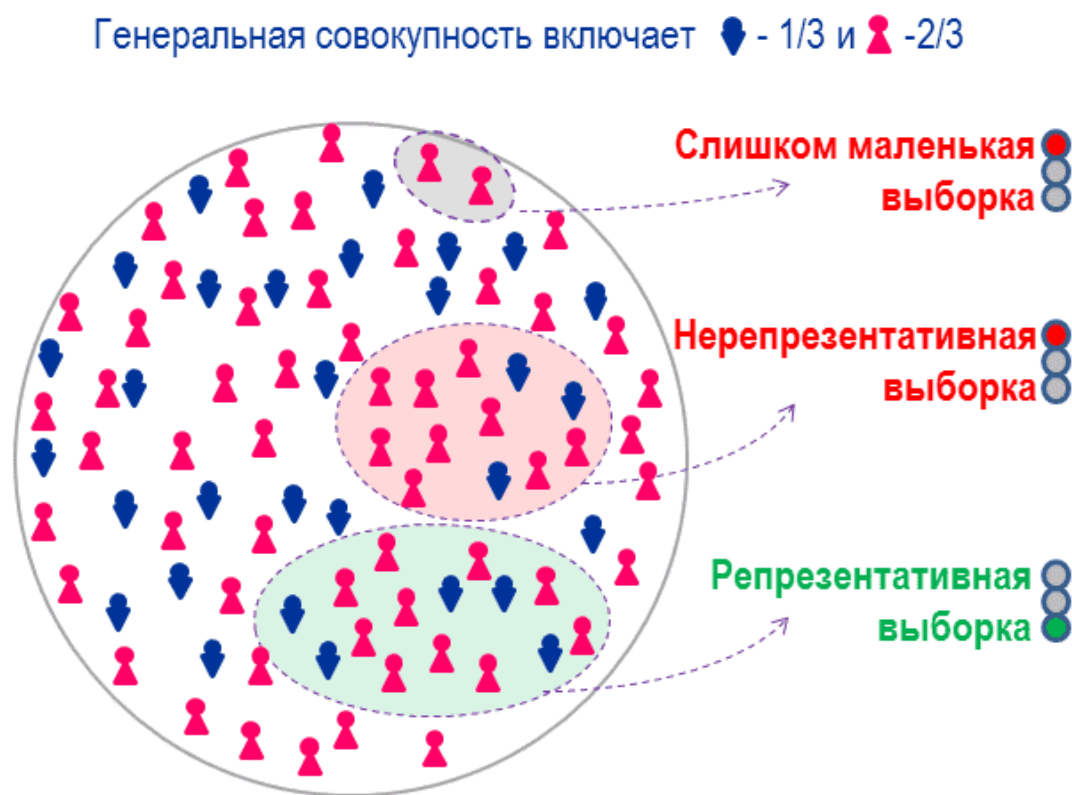 Генеральная совокупность включает - 1/3 и -2/3
Слишком маленькая
выборка
Нерепрезентативная
выборка
Репрезентативная
выборка